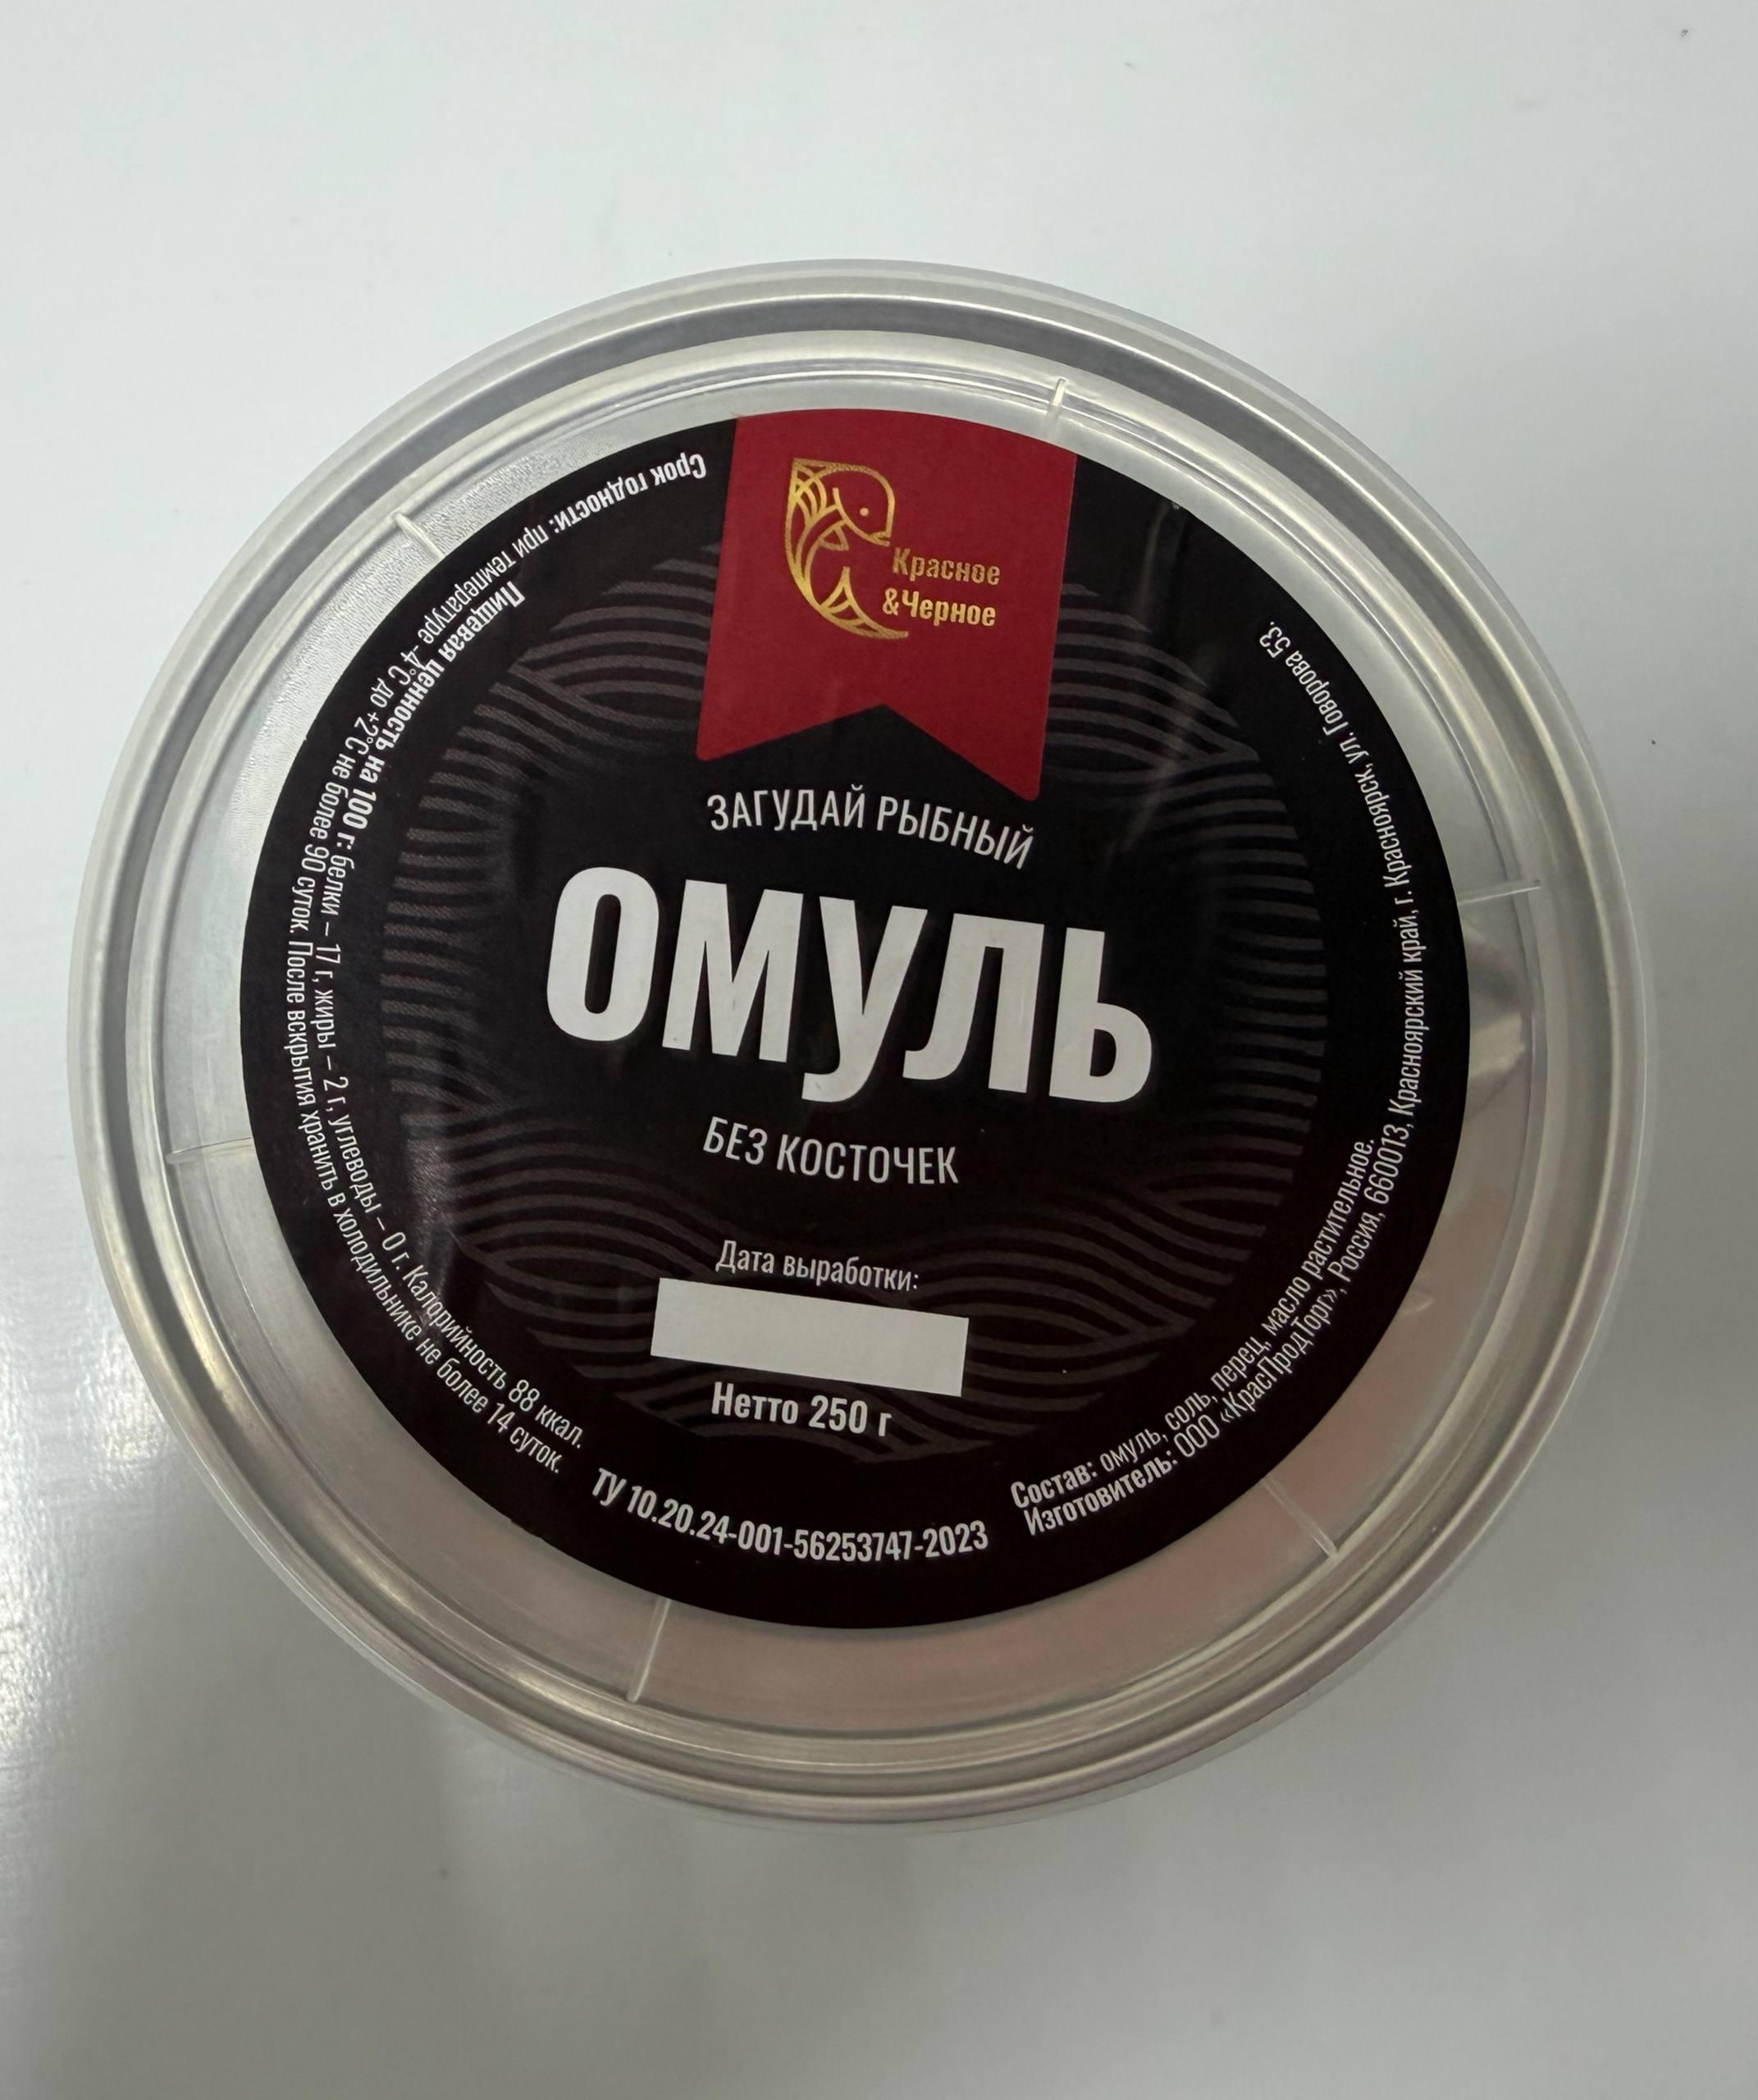 Красное
&Черное
ЗАГУДАЙ РЫБНЫЙ
ОМУЛЬ
БЕЗ КОСТОЧЕК
Дата выработки:
Нетто 250 г
Пищевая ценность на 100 г: белки – 17 г, жиры – 2 г, углеводы – 0 г. Калорийность 88 ккал.
Срок годности: при температуре -4°С до +2°С не более 90 суток. После вскрытия хранить в холодильнике не более 14 суток.
ТУ 10.20.24-001-56253747-2023
Состав: омуль, соль, перец, масло растительное.
Изготовитель: ООО «КрасПродТорг», Россия, 660013, Красноярский край, г. Красноярск, ул. Говорова 53.